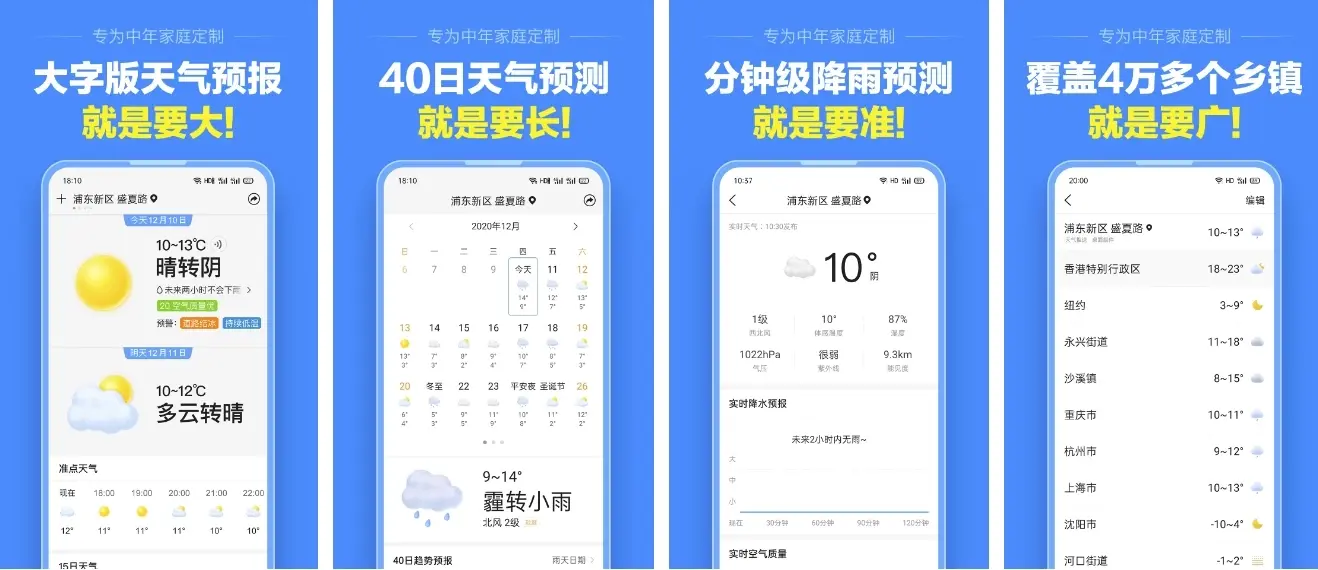 专为中年家庭定制
大字版天气预报
就是要大!
18:10
浦东新区 盛夏路
今天12月10日
10~13℃
晴转阴
未来两小时不会下雨
20 空气质量优
预警: 道路结冰 持续低温
明天12月11日
10~12℃
多云转晴
准点天气
现在 18:00 19:00 20:00 21:00 22:00
12° 11° 11° 11° 10° 10°
15日天气
专为中年家庭定制
40日天气预测
就是要长!
18:10
浦东新区 盛夏路
2020年12月
日 一 二 三 四 五 六
6 7 8 9 今天 11 12
14° 12° 13°
9° 7° 5°
13 14 15 16 17 18 19
13° 7° 8° 9° 10° 8° 7°
3° 3° 2° 4° 7° 5° 3°
20 冬至 22 23 平安夜 圣诞节 26
6° 5° 9° 11° 10° 11° 12°
4° 3° 5° 5° 8° 2° 2°
9~14°
霾转小雨
北风 2级
40日趋势预报 雨天日期
专为中年家庭定制
分钟级降雨预测
就是要准!
10:37
浦东新区 盛夏路
实时天气：10:30发布
10° 阴
1级 10° 87%
西北风 体感温度 湿度
1022hPa 很弱 9.3km
气压 紫外线 能见度
实时降水预报
未来2小时内无雨~
大
中
小
现在 30分钟 60分钟 90分钟 120分钟
实时空气质量
专为中年家庭定制
覆盖4万多个乡镇
就是要广!
20:00
编辑
浦东新区 盛夏路 10~13°
香港特别行政区 18~23°
纽约 3~9°
永兴街道 11~18°
沙溪镇 8~15°
重庆市 10~11°
杭州市 9~12°
上海市 10~13°
沈阳市 -10~4°
河口街道 -1~2°